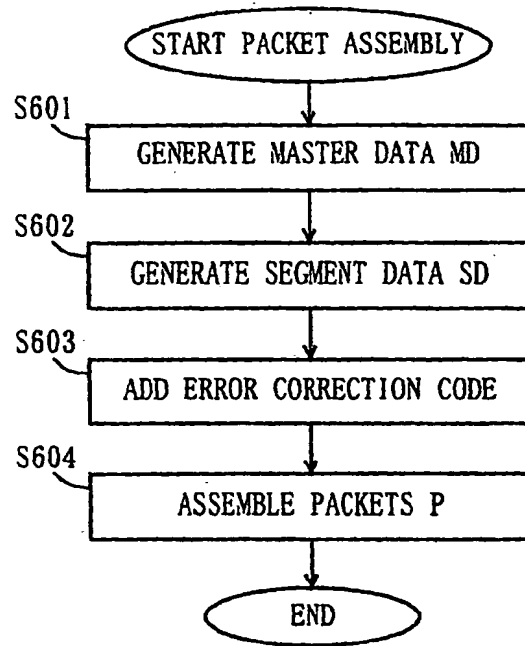 START PACKET ASSEMBLY
S601
GENERATE MASTER DATA MD
S602
GENERATE SEGMENT DATA SD
S603
ADD ERROR CORRECTION CODE
S604
ASSEMBLE PACKETS P
END